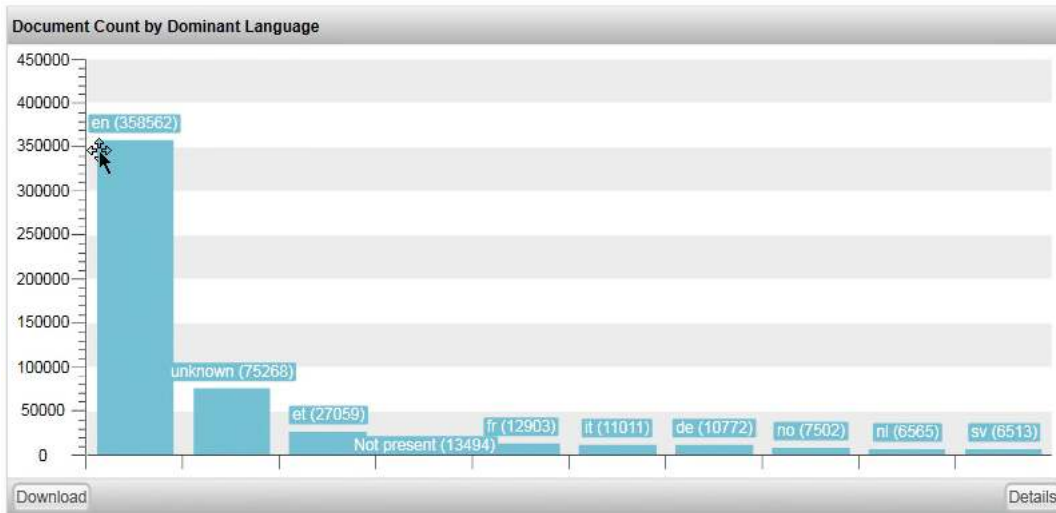 Document Count by Dominant Language
450000
400000
350000
300000
250000
200000
150000
100000
50000
0
en (358562)
unknown (75268)
et (27059)
Not present (13494)
fr (12903)
it (11011)
de (10772)
no (7502)
nl (6565)
sv (6513)
Download
Details